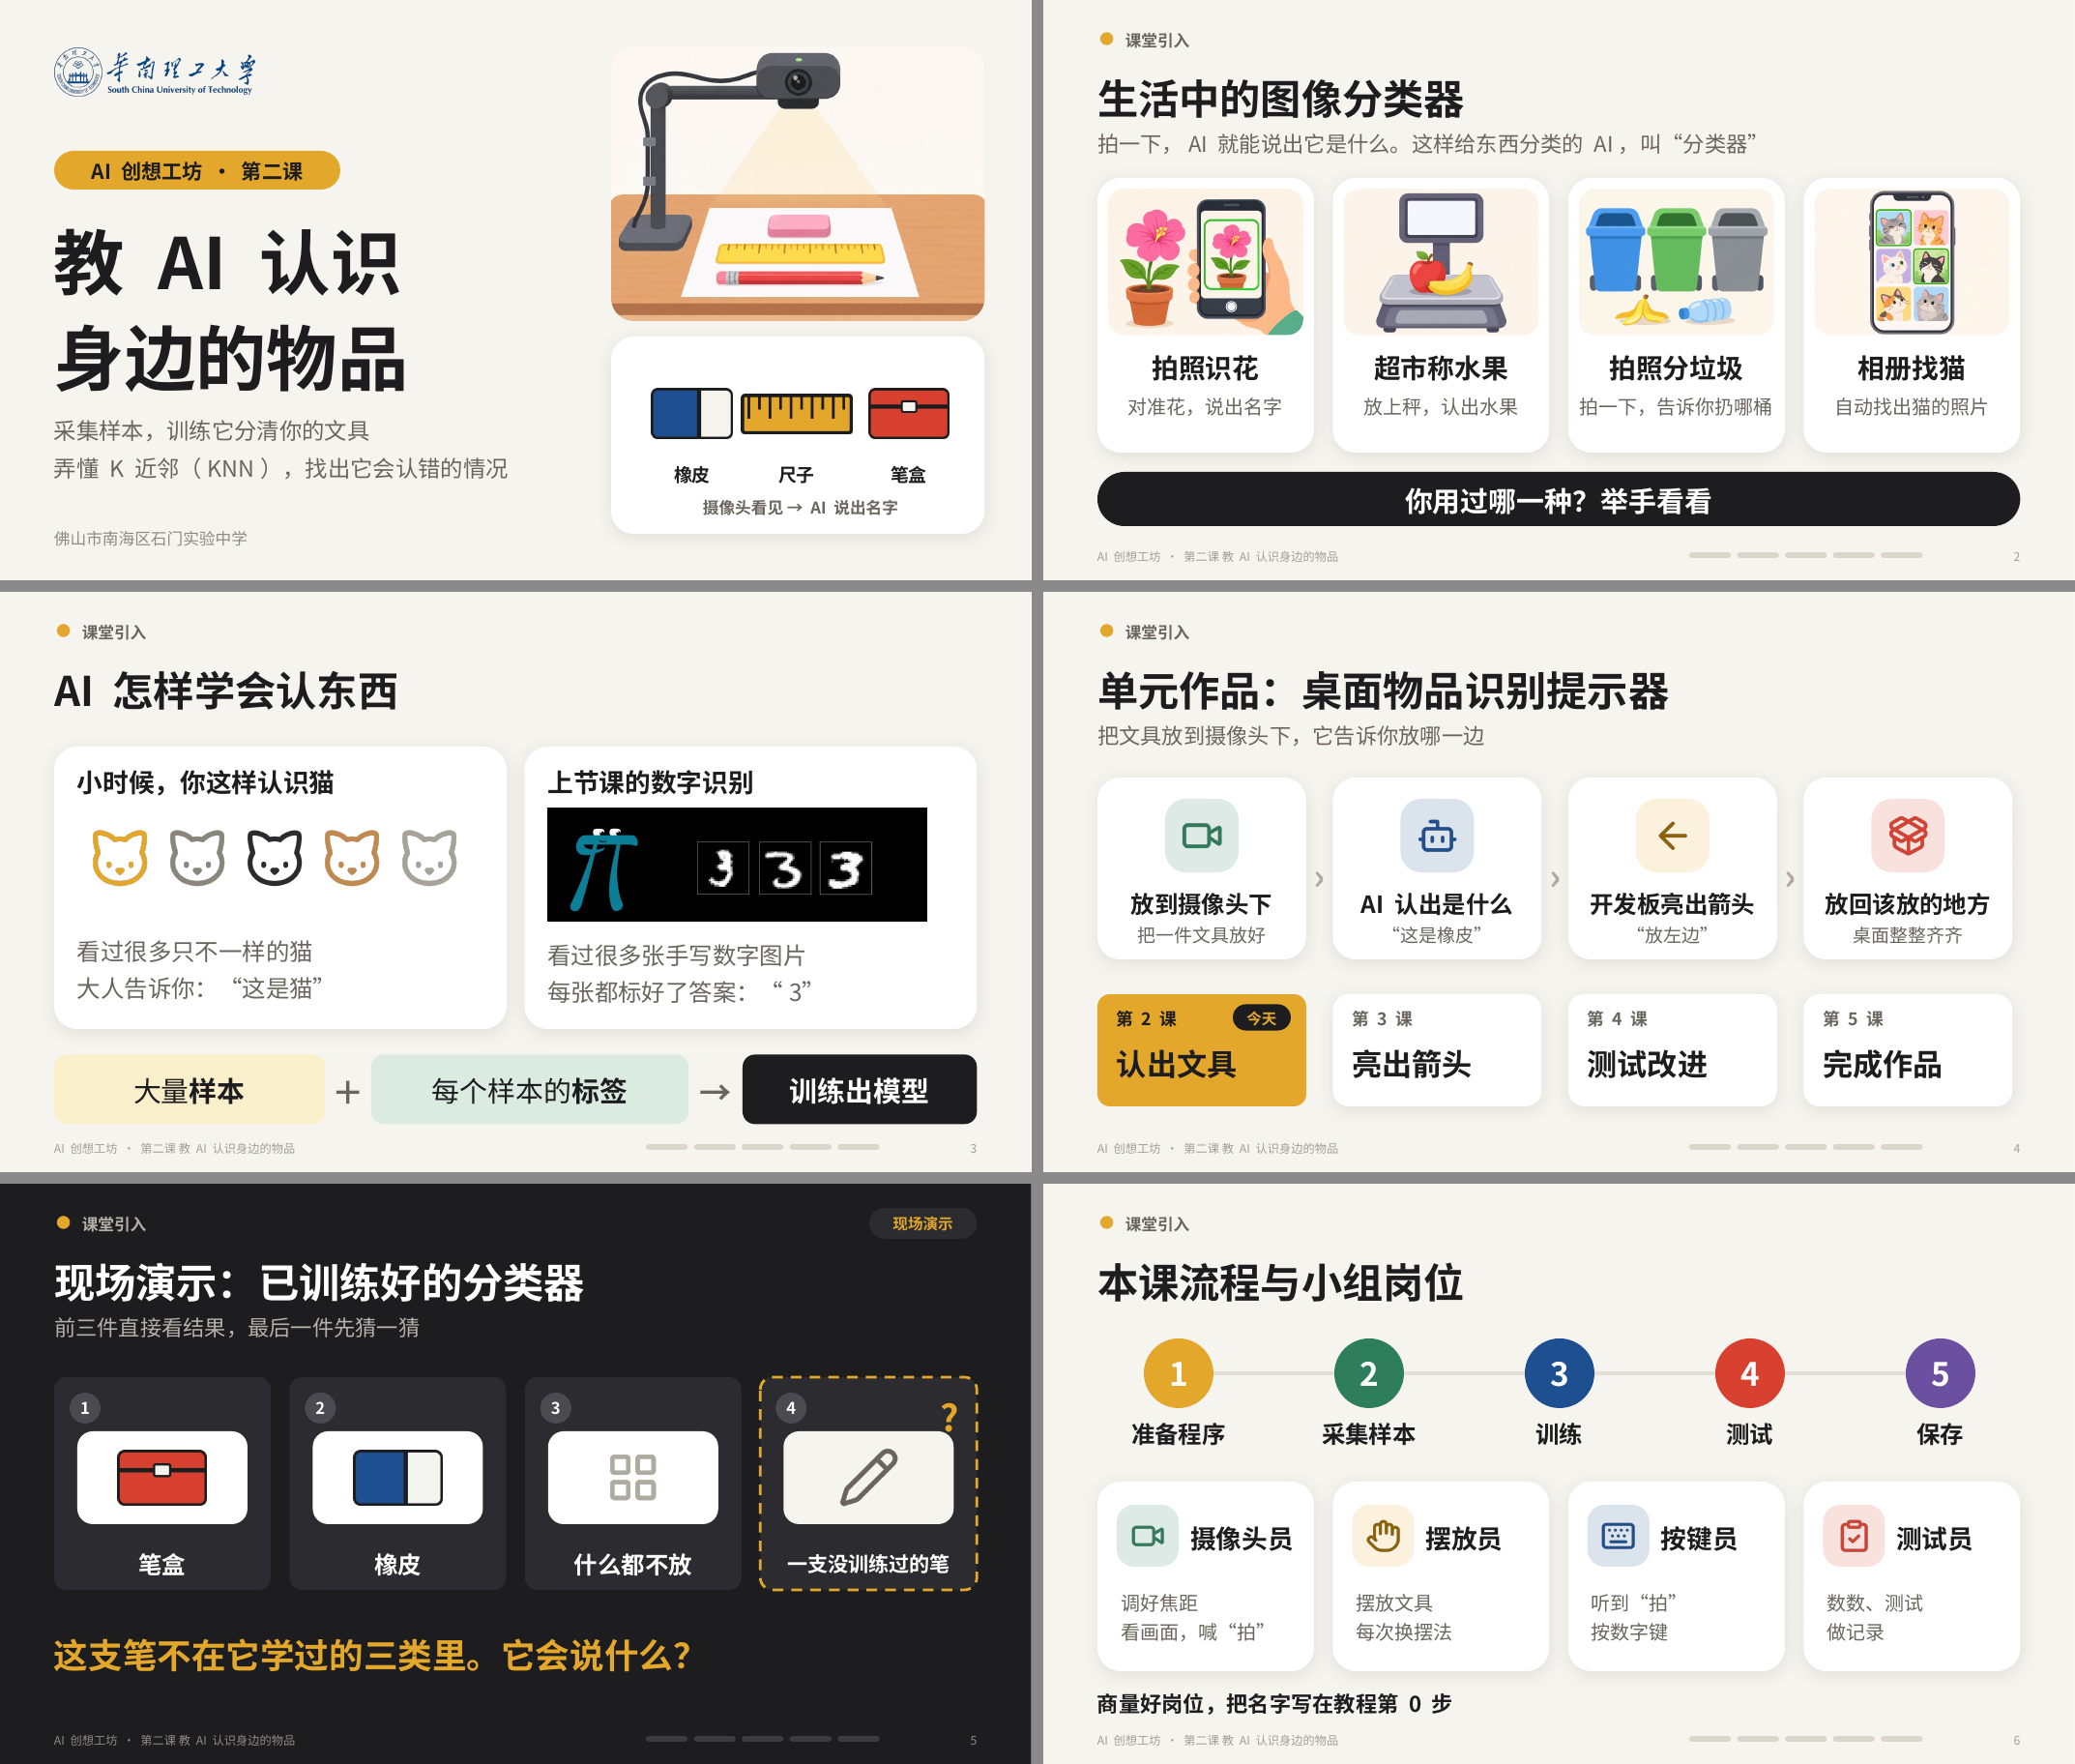 华南理工大学
South China University of Technology
AI 创想工坊 · 第二课
教 AI 认识
身边的物品
采集样本，训练它分清你的文具
弄懂 K 近邻（KNN），找出它会认错的情况
佛山市南海区石门实验中学
橡皮 尺子 笔盒
摄像头看见→ AI 说出名字
课堂引入
生活中的图像分类器
拍一下， AI 就能说出它是什么。这样给东西分类的 AI，叫“分类器”
拍照识花
对准花，说出名字
超市称水果
放上秤，认出水果
拍照分垃圾
拍一下，告诉你扔哪桶
相册找猫
自动找出猫的照片
你用过哪一种？举手看看
AI 创想工坊 · 第二课 教 AI 认识身边的物品
2
课堂引入
AI 怎样学会认东西
小时候，你这样认识猫
看过很多只不一样的猫
大人告诉你：“这是猫”
上节课的数字识别
3 3 3
看过很多张手写数字图片
每张都标好了答案：“ 3”
大量样本 + 每个样本的标签 → 训练出模型
AI 创想工坊 · 第二课 教 AI 认识身边的物品
3
课堂引入
单元作品：桌面物品识别提示器
把文具放到摄像头下，它告诉你放哪一边
放到摄像头下
把一件文具放好
AI 认出是什么
“这是橡皮”
开发板亮出箭头
“放左边”
放回该放的地方
桌面整整齐齐
第 2 课 今天
认出文具
第 3 课
亮出箭头
第 4 课
测试改进
第 5 课
完成作品
AI 创想工坊 · 第二课 教 AI 认识身边的物品
4
课堂引入
现场演示
现场演示：已训练好的分类器
前三件直接看结果，最后一件先猜一猜
1
笔盒
2
橡皮
3
什么都不放
4
?
一支没训练过的笔
这支笔不在它学过的三类里。它会说什么？
AI 创想工坊 · 第二课 教 AI 认识身边的物品
5
课堂引入
本课流程与小组岗位
1 2 3 4 5
准备程序 采集样本 训练 测试 保存
摄像头员
调好焦距
看画面，喊“拍”
摆放员
摆放文具
每次换摆法
按键员
听到“拍”
按数字键
测试员
数数、测试
做记录
商量好岗位，把名字写在教程第 0 步
AI 创想工坊 · 第二课 教 AI 认识身边的物品
6